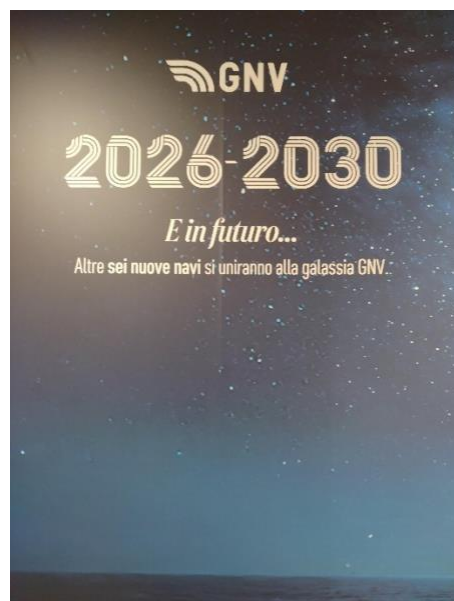 GNV
2026-2030
E in futuro...
Altre sei nuove navi si uniranno alla galassia GNV.